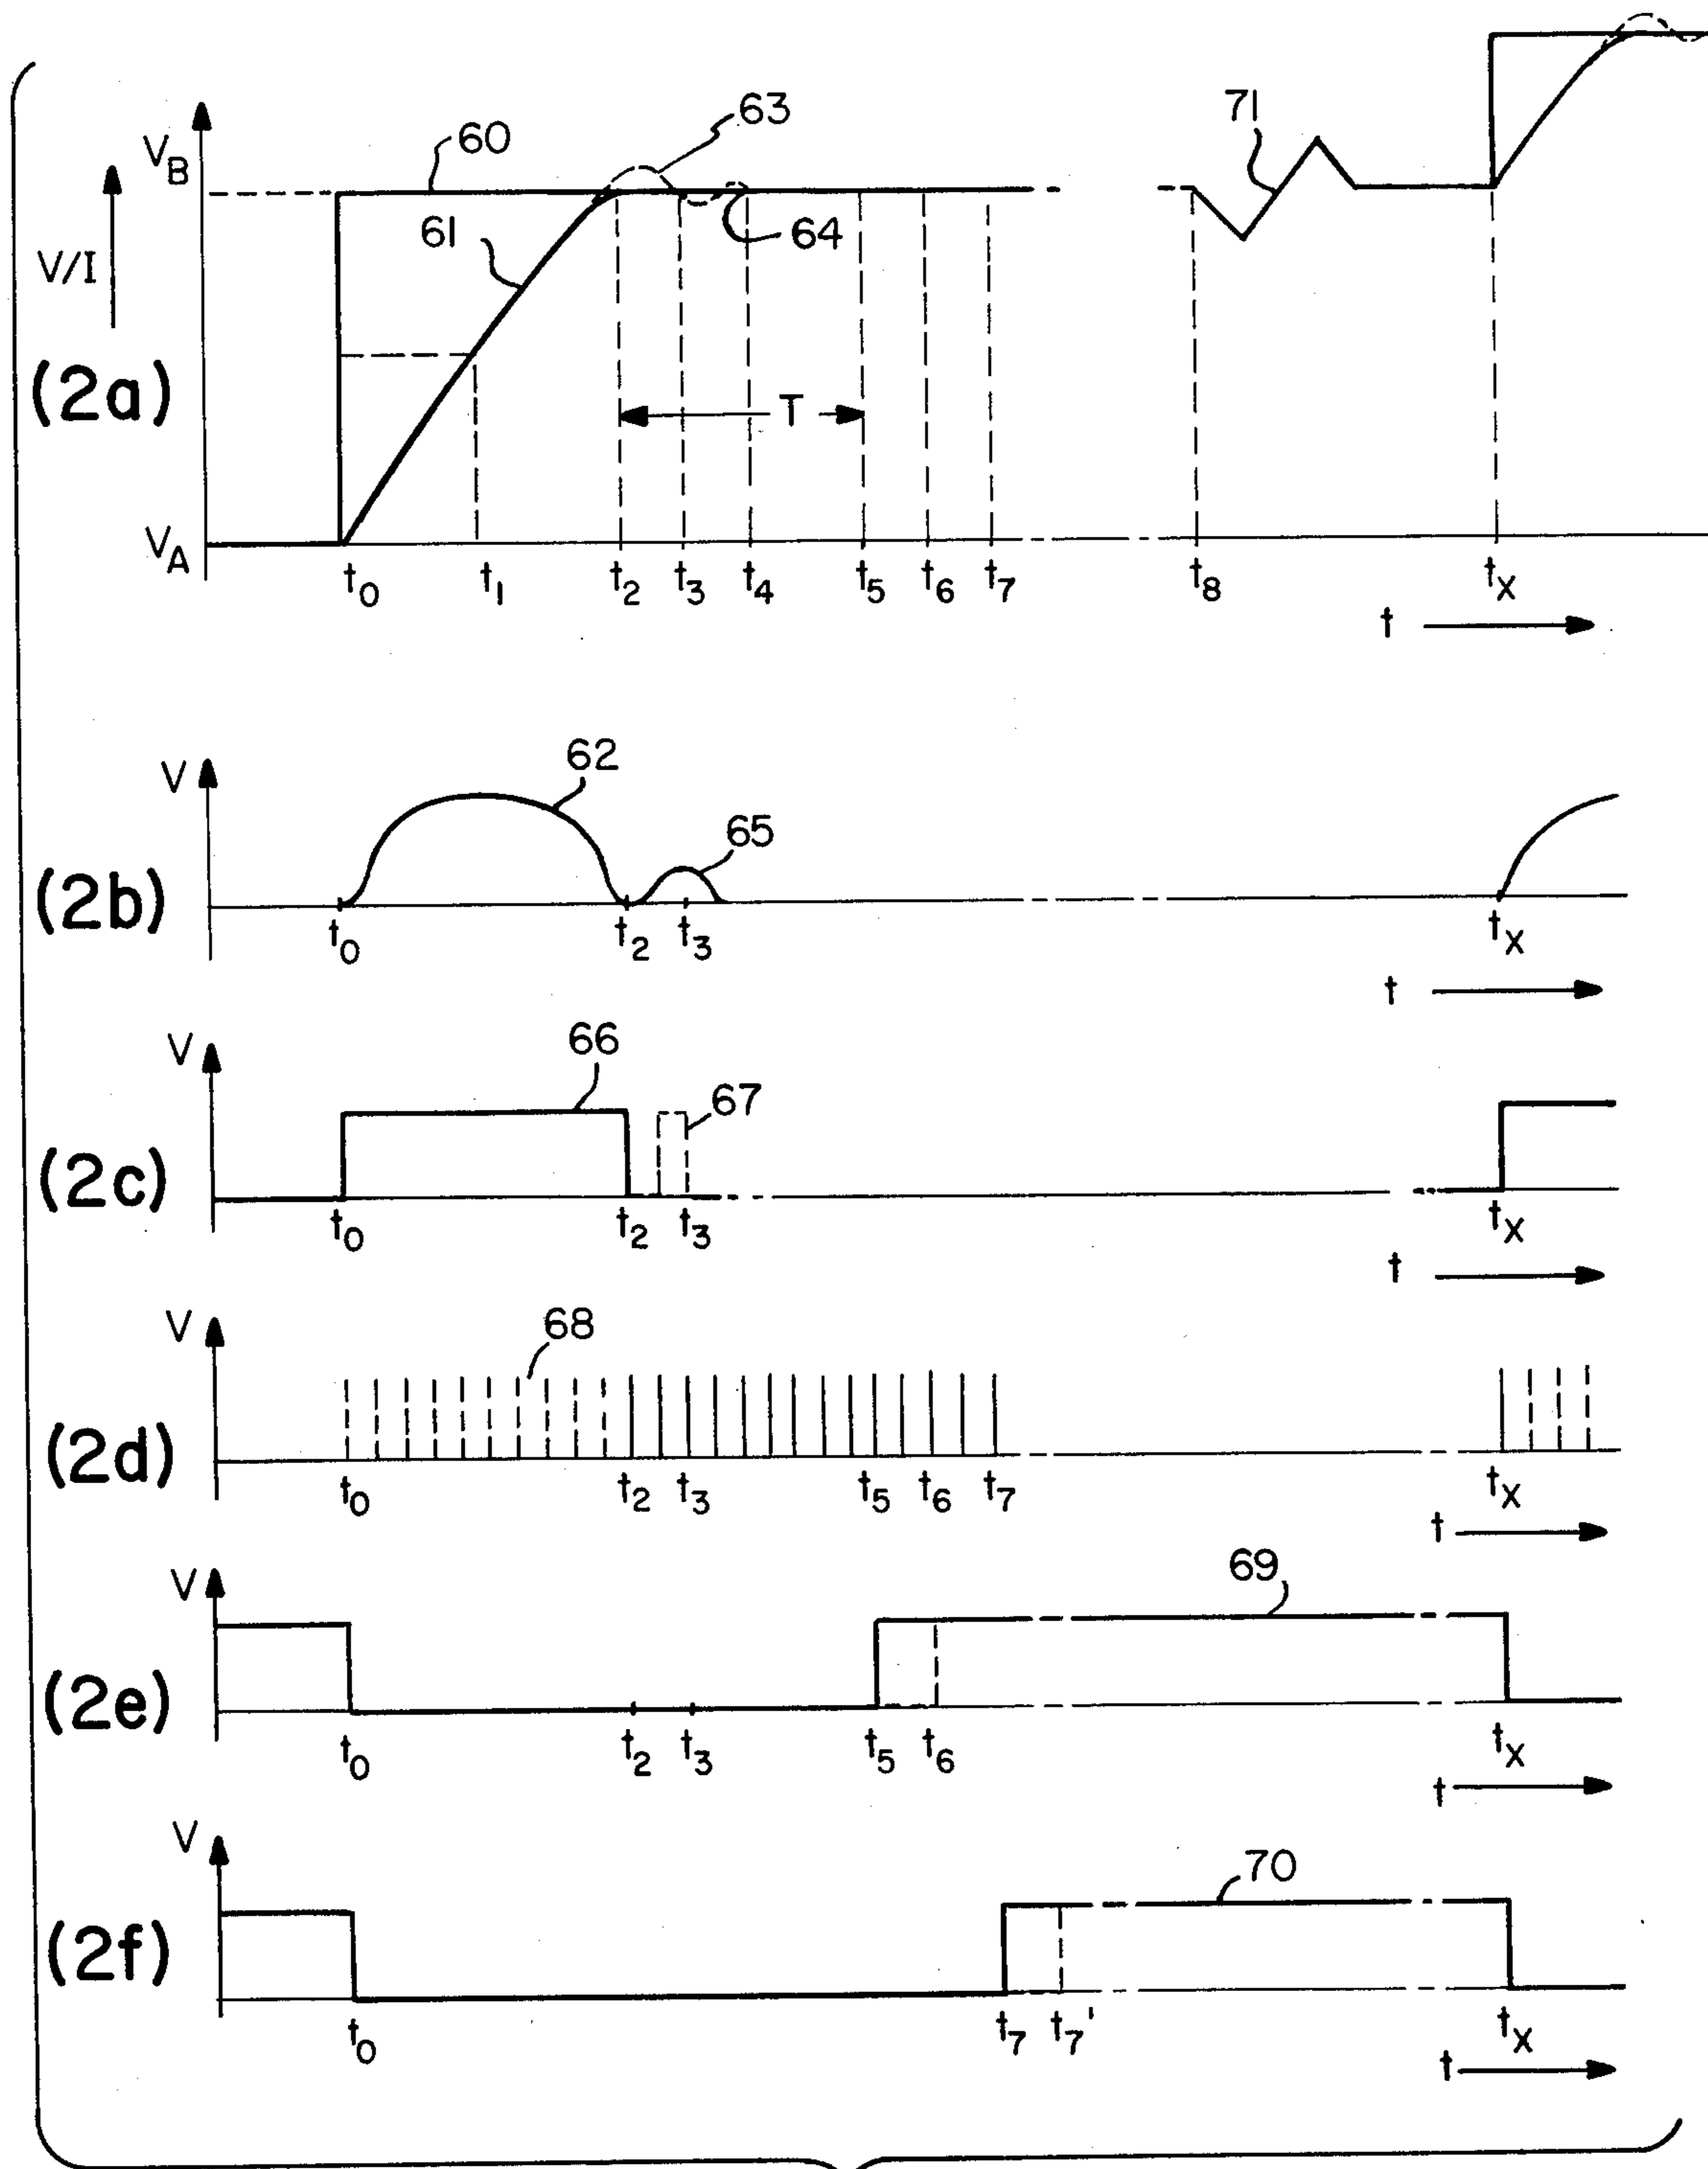 V_B
60
63
71
61
64
V/I
(2a)
T
V_A
t_0 t_1 t_2 t_3 t_4 t_5 t_6 t_7 t_8 t_X
t
V
62
65
(2b)
t_0 t_2 t_3 t_X
t
V
66
67
(2c)
t_0 t_2 t_3 t_X
t
V
68
(2d)
t_0 t_2 t_3 t_5 t_6 t_7 t_X
t
V
69
(2e)
t_0 t_2 t_3 t_5 t_6 t_X
t
V
70
(2f)
t_0 t_7 t_7' t_X
t